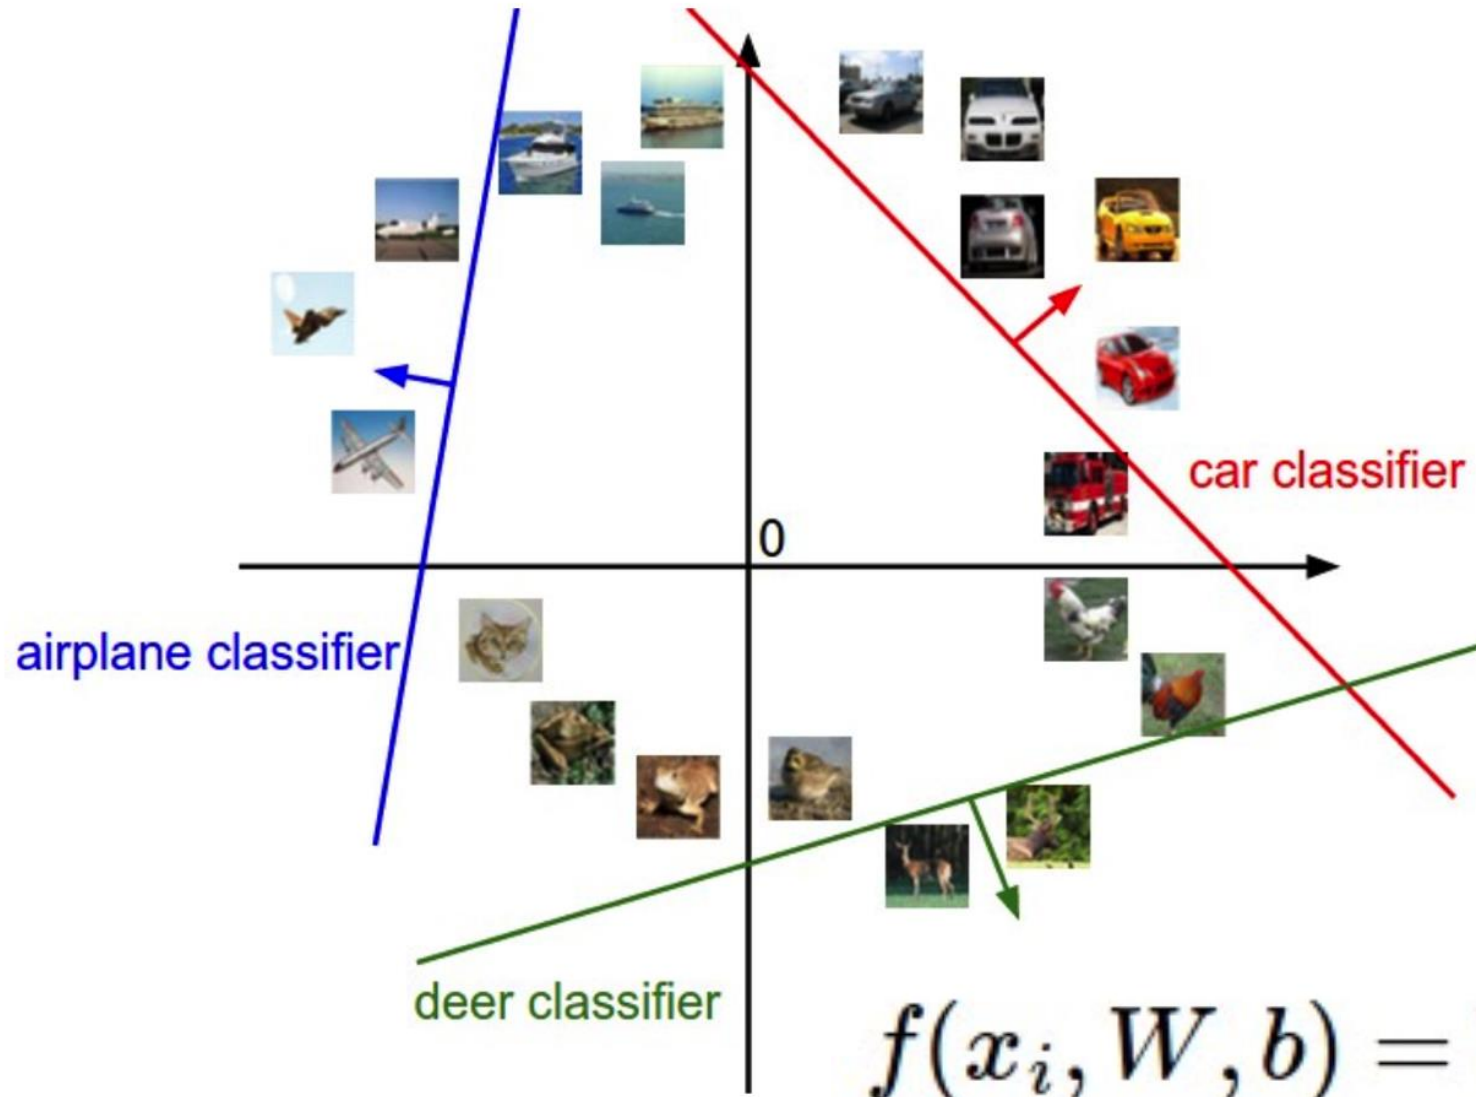 0
car classifier
airplane classifier
deer classifier
f(x_i, W, b) =